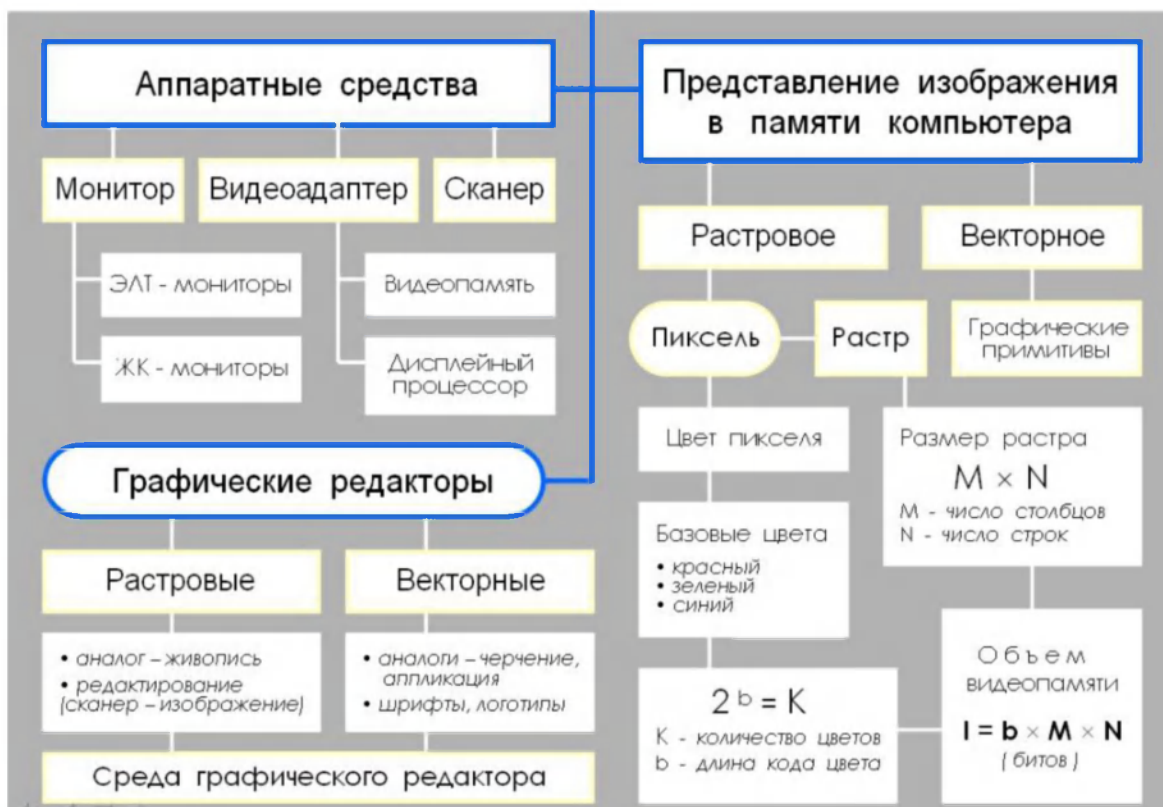 Аппаратные средства
Монитор
Видеоадаптер
Сканер
ЭЛТ - мониторы
ЖК - мониторы
Видеопамять
Дисплейный
процессор
Представление изображения
в памяти компьютера
Растровое
Векторное
Пиксель
Растр
Графические
примитивы
Цвет пикселя
Размер растра
M × N
M - число столбцов
N - число строк
Базовые цвета
• красный
• зеленый
• синий
2 ᵇ = K
K - количество цветов
b - длина кода цвета
Объем
видеопамяти
I = b × M × N
( битов )
Графические редакторы
Растровые
Векторные
• аналог – живопись
• редактирование
(сканер – изображение)
• аналоги – черчение,
аппликация
• шрифты, логотипы
Среда графического редактора